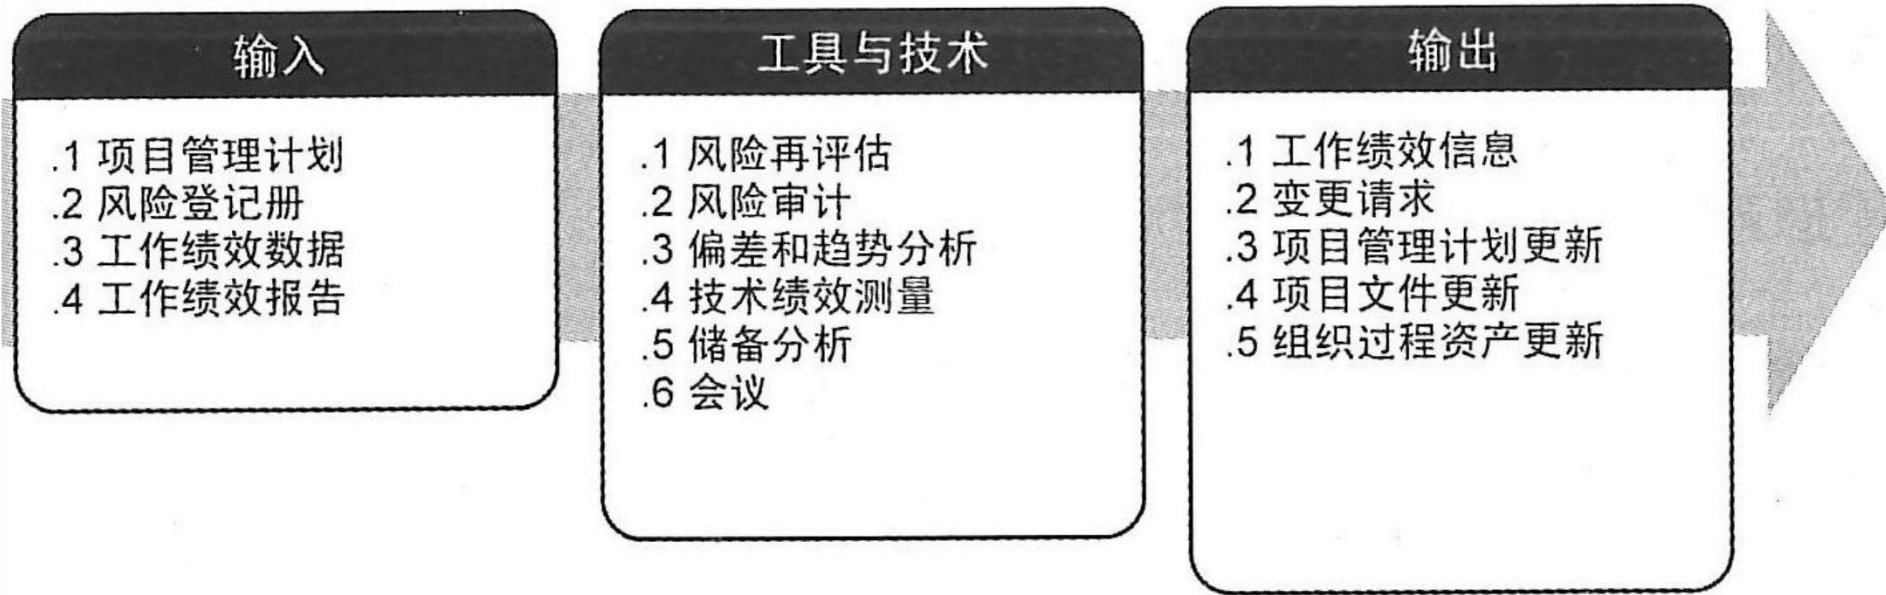 输入
.1 项目管理计划
.2 风险登记册
.3 工作绩效数据
.4 工作绩效报告
工具与技术
.1 风险再评估
.2 风险审计
.3 偏差和趋势分析
.4 技术绩效测量
.5 储备分析
.6 会议
输出
.1 工作绩效信息
.2 变更请求
.3 项目管理计划更新
.4 项目文件更新
.5 组织过程资产更新